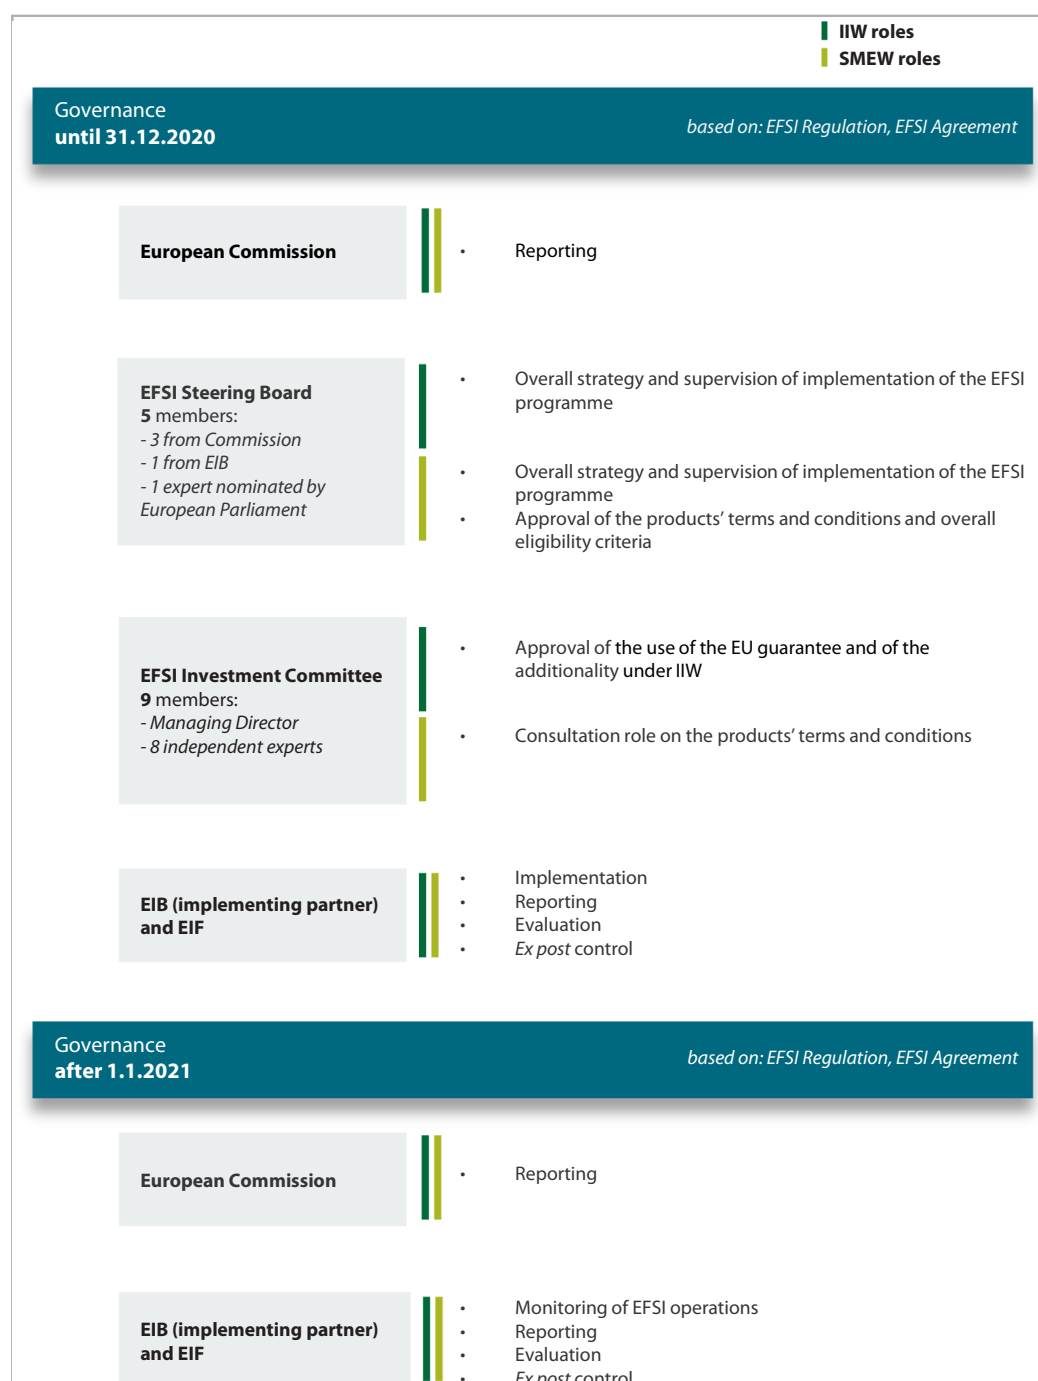 IIW roles
SMEW roles
Governance
until 31.12.2020
based on: EFSI Regulation, EFSI Agreement
European Commission
• Reporting
EFSI Steering Board
5 members:
- 3 from Commission
- 1 from EIB
- 1 expert nominated by
European Parliament
• Overall strategy and supervision of implementation of the EFSI
programme
• Overall strategy and supervision of implementation of the EFSI
programme
• Approval of the products' terms and conditions and overall
eligibility criteria
EFSI Investment Committee
9 members:
- Managing Director
- 8 independent experts
• Approval of the use of the EU guarantee and of the
additionality under IIW
• Consultation role on the products' terms and conditions
EIB (implementing partner)
and EIF
• Implementation
• Reporting
• Evaluation
• Ex post control
Governance
after 1.1.2021
based on: EFSI Regulation, EFSI Agreement
European Commission
• Reporting
EIB (implementing partner)
and EIF
• Monitoring of EFSI operations
• Reporting
• Evaluation
• Ex post control